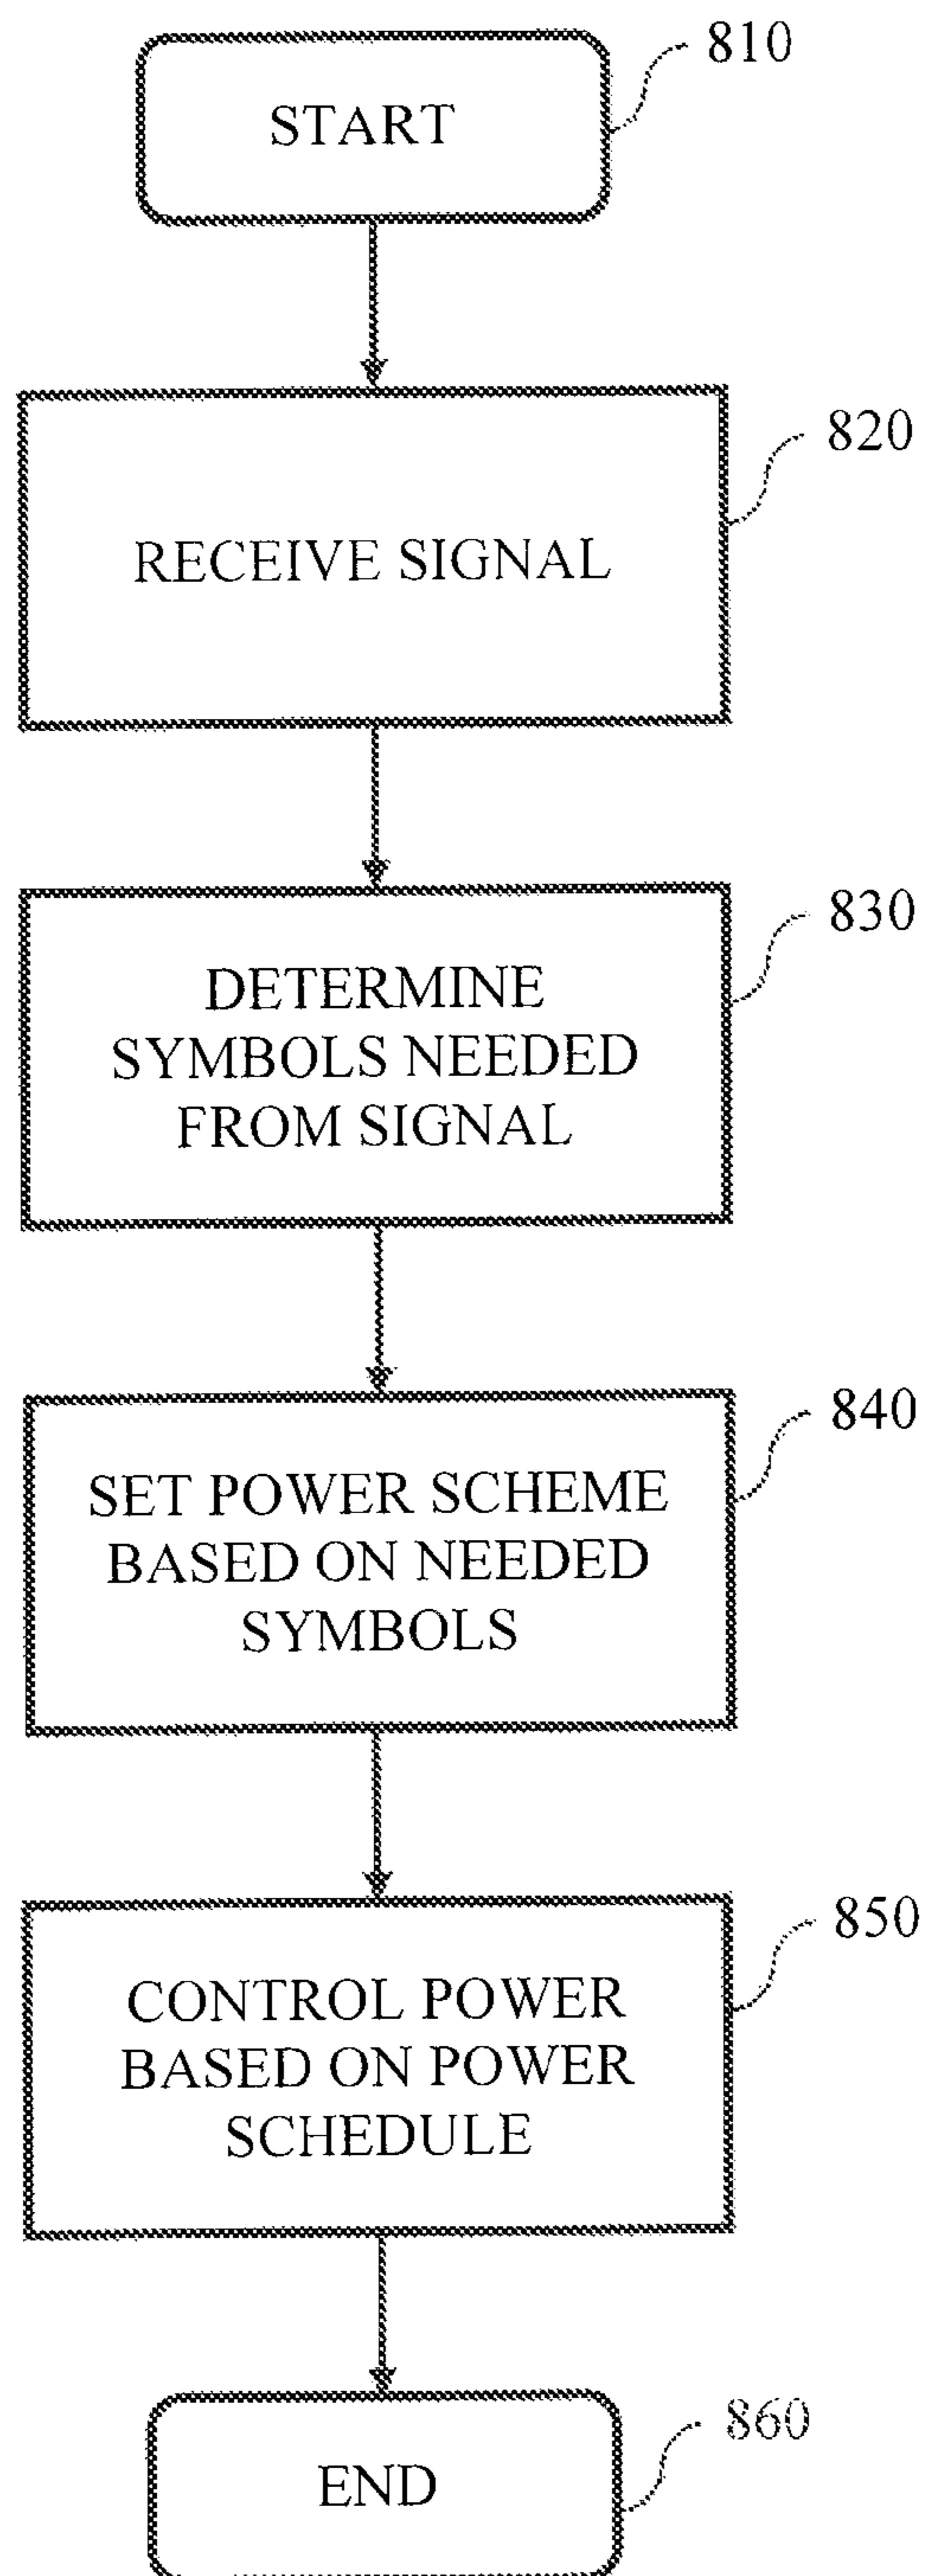 START
810
RECEIVE SIGNAL
820
DETERMINE
SYMBOLS NEEDED
FROM SIGNAL
830
SET POWER SCHEME
BASED ON NEEDED
SYMBOLS
840
CONTROL POWER
BASED ON POWER
SCHEDULE
850
END
860